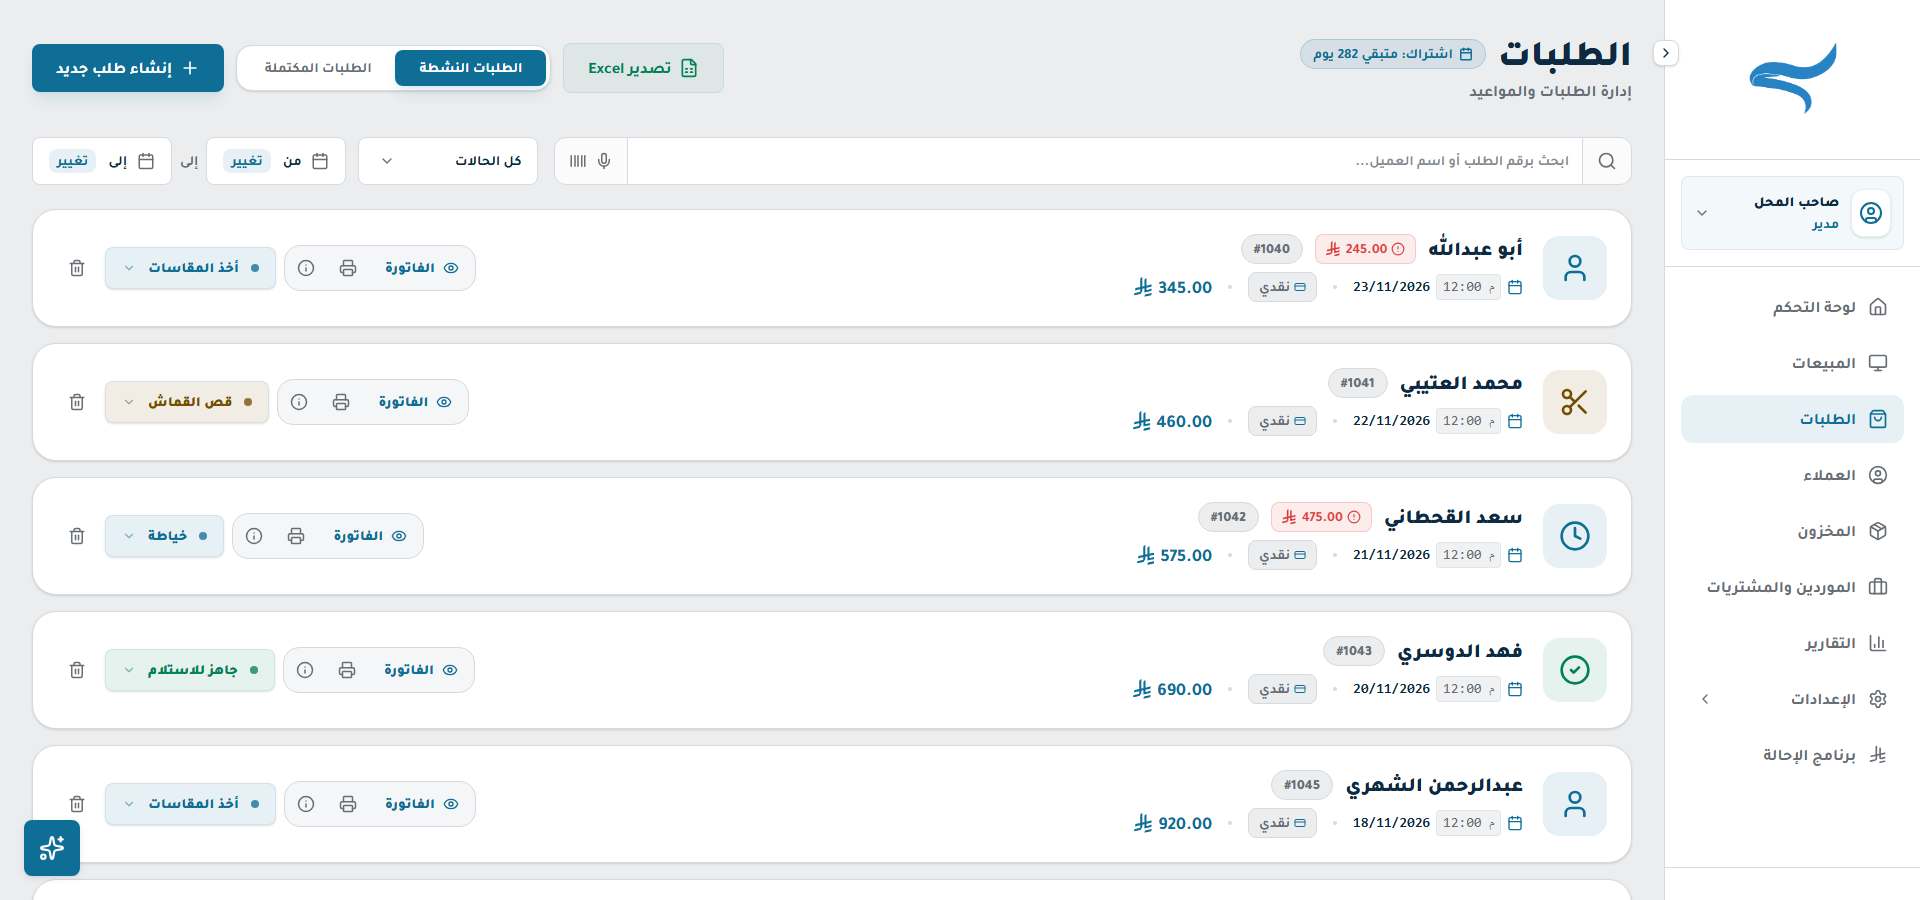 الطلبات
اشتراك: متبقي 282 يوم
إدارة الطلبات والمواعيد
تصدير Excel
الطلبات النشطة
الطلبات المكتملة
إنشاء طلب جديد
ابحث برقم الطلب أو اسم العميل...
كل الحالات
من
تغيير
إلى
إلى
تغيير
صاحب المحل
مدير
لوحة التحكم
المبيعات
الطلبات
العملاء
المخزون
الموردين والمشتريات
التقارير
الإعدادات
برنامج الإحالة
أبو عبدالله
245.00
#1040
12:00 م
23/11/2026
نقدي
345.00
الفاتورة
أخذ المقاسات
محمد العتيبي
#1041
12:00 م
22/11/2026
نقدي
460.00
الفاتورة
قص القماش
سعد القحطاني
475.00
#1042
12:00 م
21/11/2026
نقدي
575.00
الفاتورة
خياطة
فهد الدوسري
#1043
12:00 م
20/11/2026
نقدي
690.00
الفاتورة
جاهز للاستلام
عبدالرحمن الشهري
#1045
12:00 م
18/11/2026
نقدي
920.00
الفاتورة
أخذ المقاسات